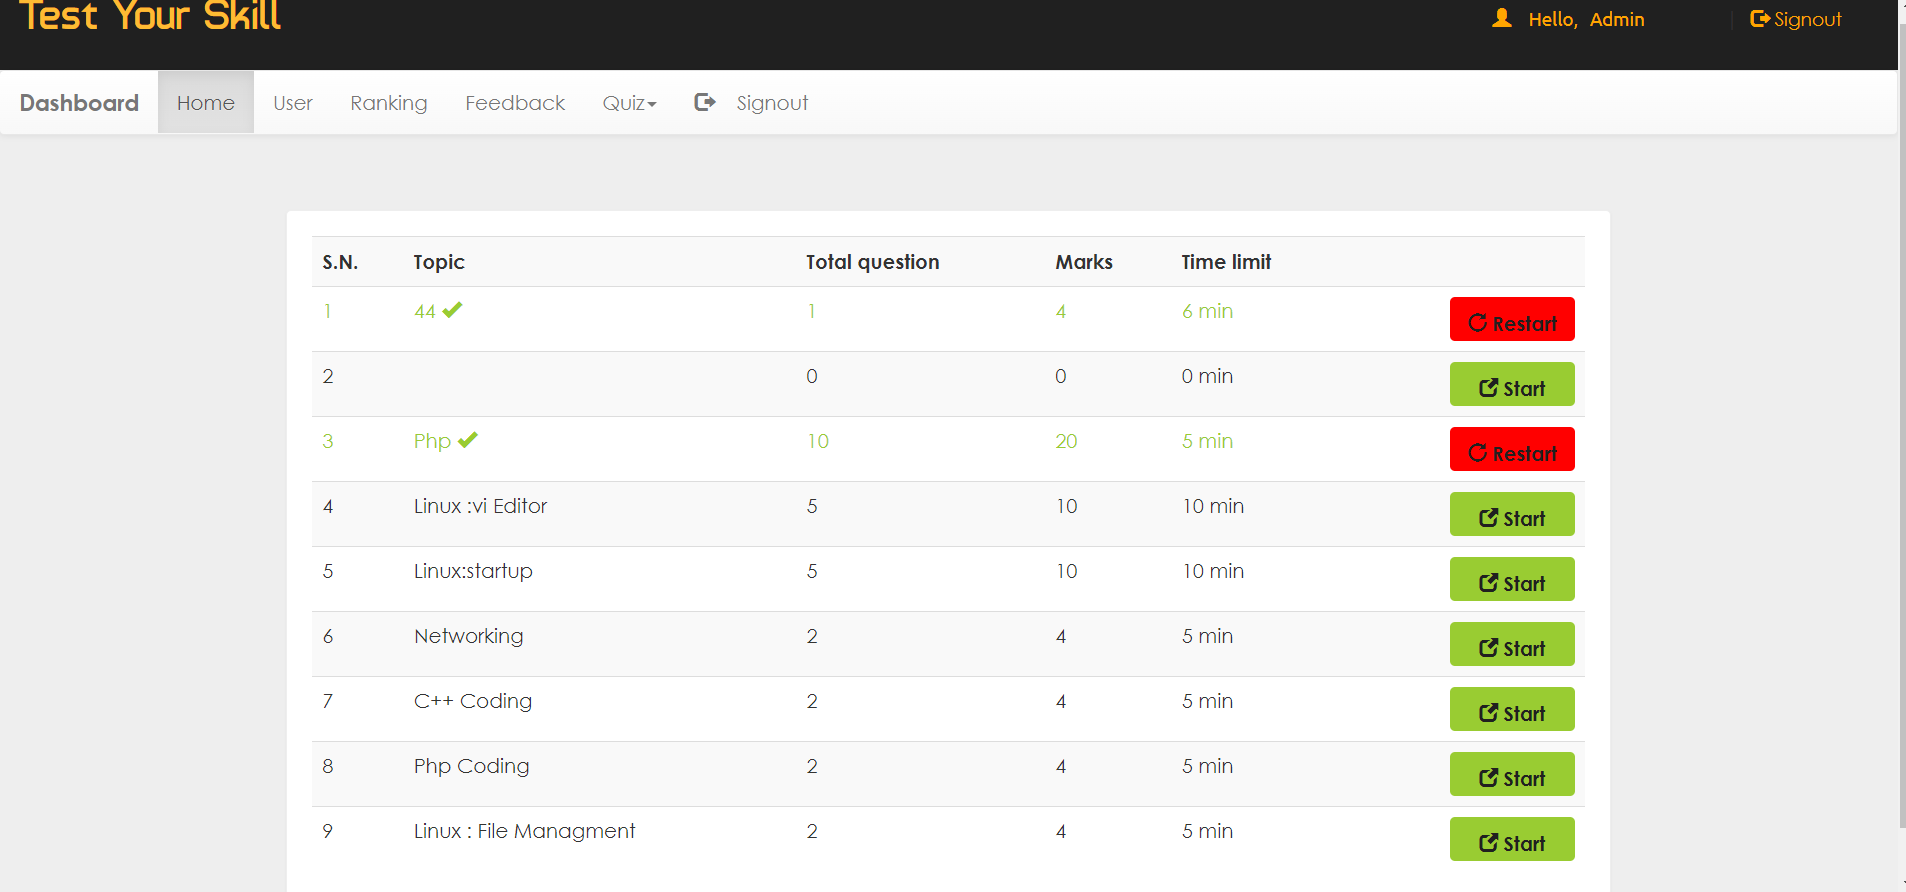 Test Your Skill
Hello, Admin
Signout
Dashboard Home User Ranking Feedback Quiz Signout
S.N. Topic Total question Marks Time limit
1 44 1 4 6 min Restart
2 0 0 0 min Start
3 Php 10 20 5 min Restart
4 Linux :vi Editor 5 10 10 min Start
5 Linux:startup 5 10 10 min Start
6 Networking 2 4 5 min Start
7 C++ Coding 2 4 5 min Start
8 Php Coding 2 4 5 min Start
9 Linux : File Managment 2 4 5 min Start